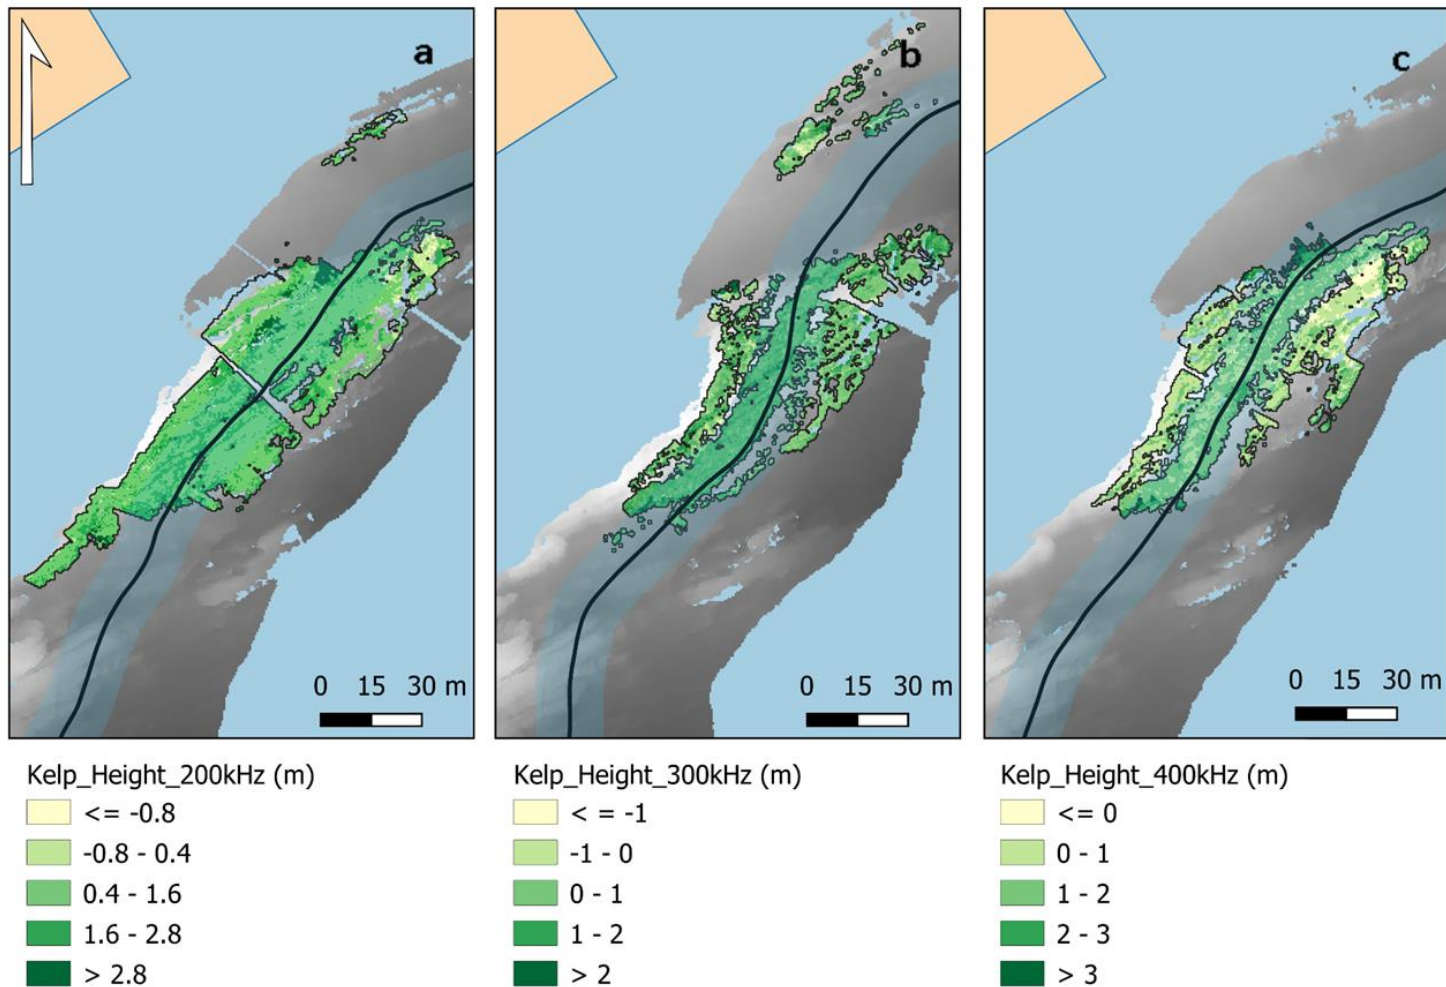 a
b
c
0 15 30 m
0 15 30 m
0 15 30 m
Kelp_Height_200kHz (m)
<= -0.8
-0.8 - 0.4
0.4 - 1.6
1.6 - 2.8
> 2.8
Kelp_Height_300kHz (m)
< = -1
-1 - 0
0 - 1
1 - 2
> 2
Kelp_Height_400kHz (m)
<= 0
0 - 1
1 - 2
2 - 3
> 3